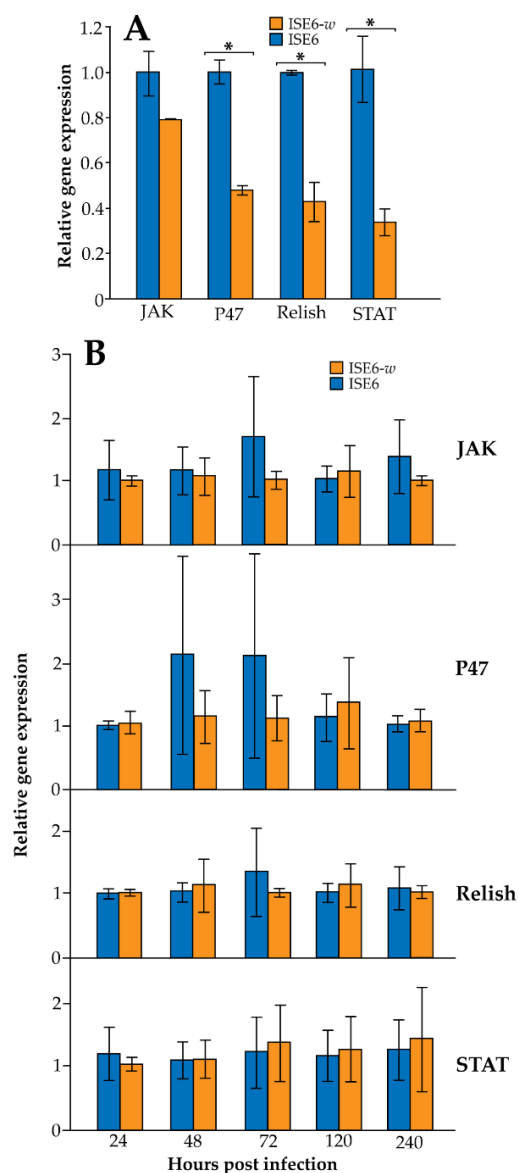 A
ISE6-w
ISE6
Relative gene expression
1.2
1.0
0.8
0.6
0.4
0.2
0
*
*
*
JAK
P47
Relish
STAT
B
ISE6-w
ISE6
Relative gene expression
3
2
1
0
JAK
2
1
0
P47
2
1
0
Relish
2
1
0
STAT
24
48
72
120
240
Hours post infection